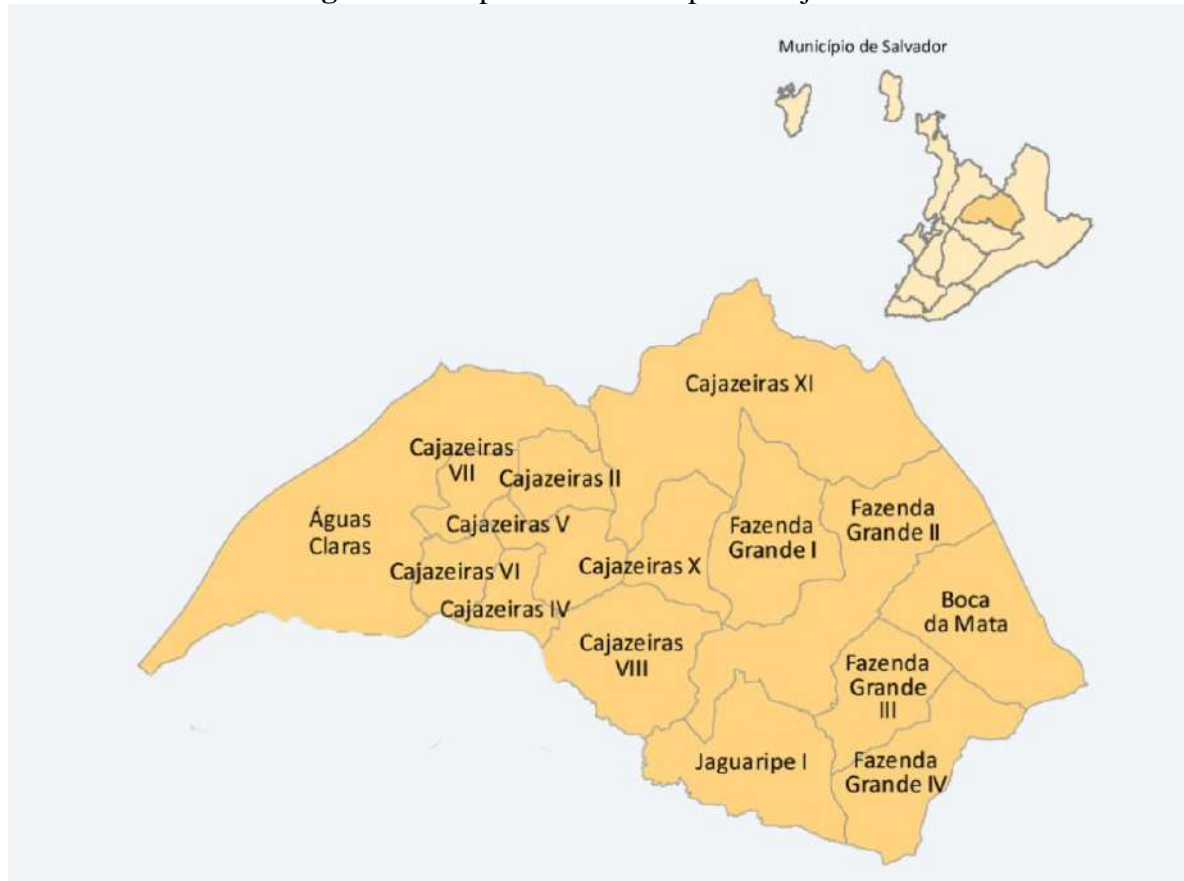 Município de Salvador
Cajazeiras XI
Cajazeiras
VII
Cajazeiras II
Águas
Claras
Cajazeiras V
Fazenda
Grande I
Fazenda
Grande II
Cajazeiras VI
Cajazeiras X
Cajazeiras IV
Boca
da Mata
Cajazeiras
VIII
Fazenda
Grande
III
Jaguaripe I
Fazenda
Grande IV